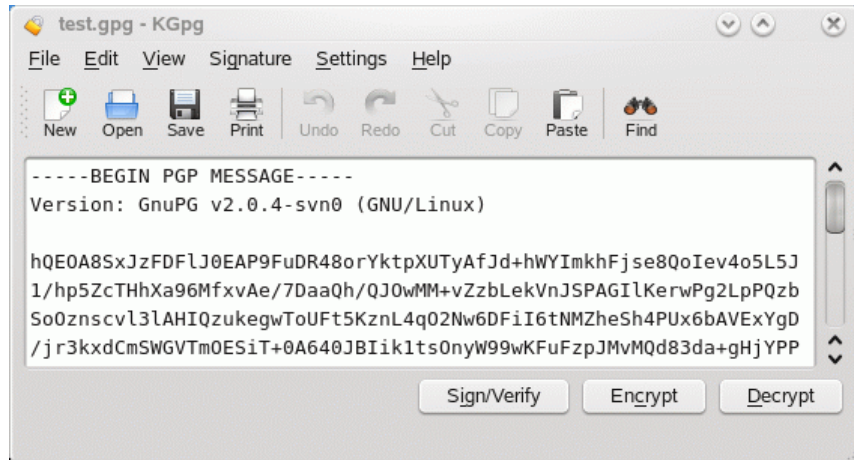 test.gpg - KGpg
File Edit View Signature Settings Help
New Open Save Print Undo Redo Cut Copy Paste Find
-----BEGIN PGP MESSAGE-----
Version: GnuPG v2.0.4-svn0 (GNU/Linux)
hQEOA8SxJzFDFlJ0EAP9FuDR48orYktpXUTyAfJd+hWYImkhFjse8QoIev4o5L5J
1/hp5ZcTHhXa96MfxvAe/7DaaQh/QJOwMM+vZzbLekVnJSPAGIlKerwPg2LpPQzb
SoOznscvl3lAHIQzukegwToUFt5KznL4qO2Nw6DFiI6tNMZheSh4PUx6bAVExYgD
/jr3kxdCmSWGVTmOESiT+0A640JBIik1tsOnyW99wKFuFzpJMvMQd83da+gHjYPP
Sign/Verify Encrypt Decrypt